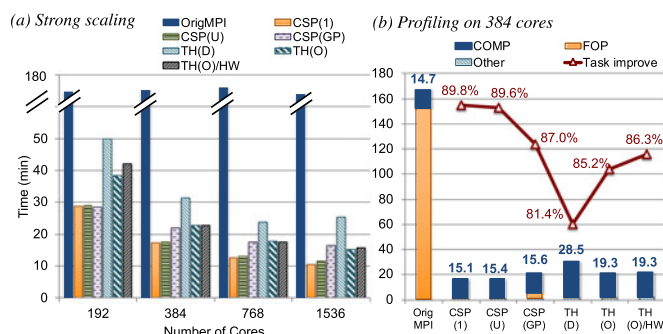 (a) Strong scaling
OrigMPI
CSP(1)
CSP(U)
CSP(GP)
TH(D)
TH(O)
TH(O)/HW
180
50
40
30
20
10
0
Time (min)
192
384
768
1536
Number of Cores
(b) Profiling on 384 cores
COMP
FOP
Other
Task improve
180
160
140
120
100
80
60
40
20
0
14.7
89.8%
89.6%
87.0%
81.4%
85.2%
86.3%
15.1
15.4
15.6
28.5
19.3
19.3
Orig MPI
CSP (1)
CSP (U)
CSP (GP)
TH (D)
TH (O)
TH (O)/HW